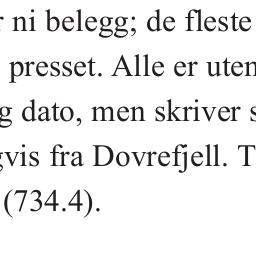 r ni belegg; de fleste
presset. Alle er uten
g dato, men skriver s
gvis fra Dovrefjell. T
(734.4).